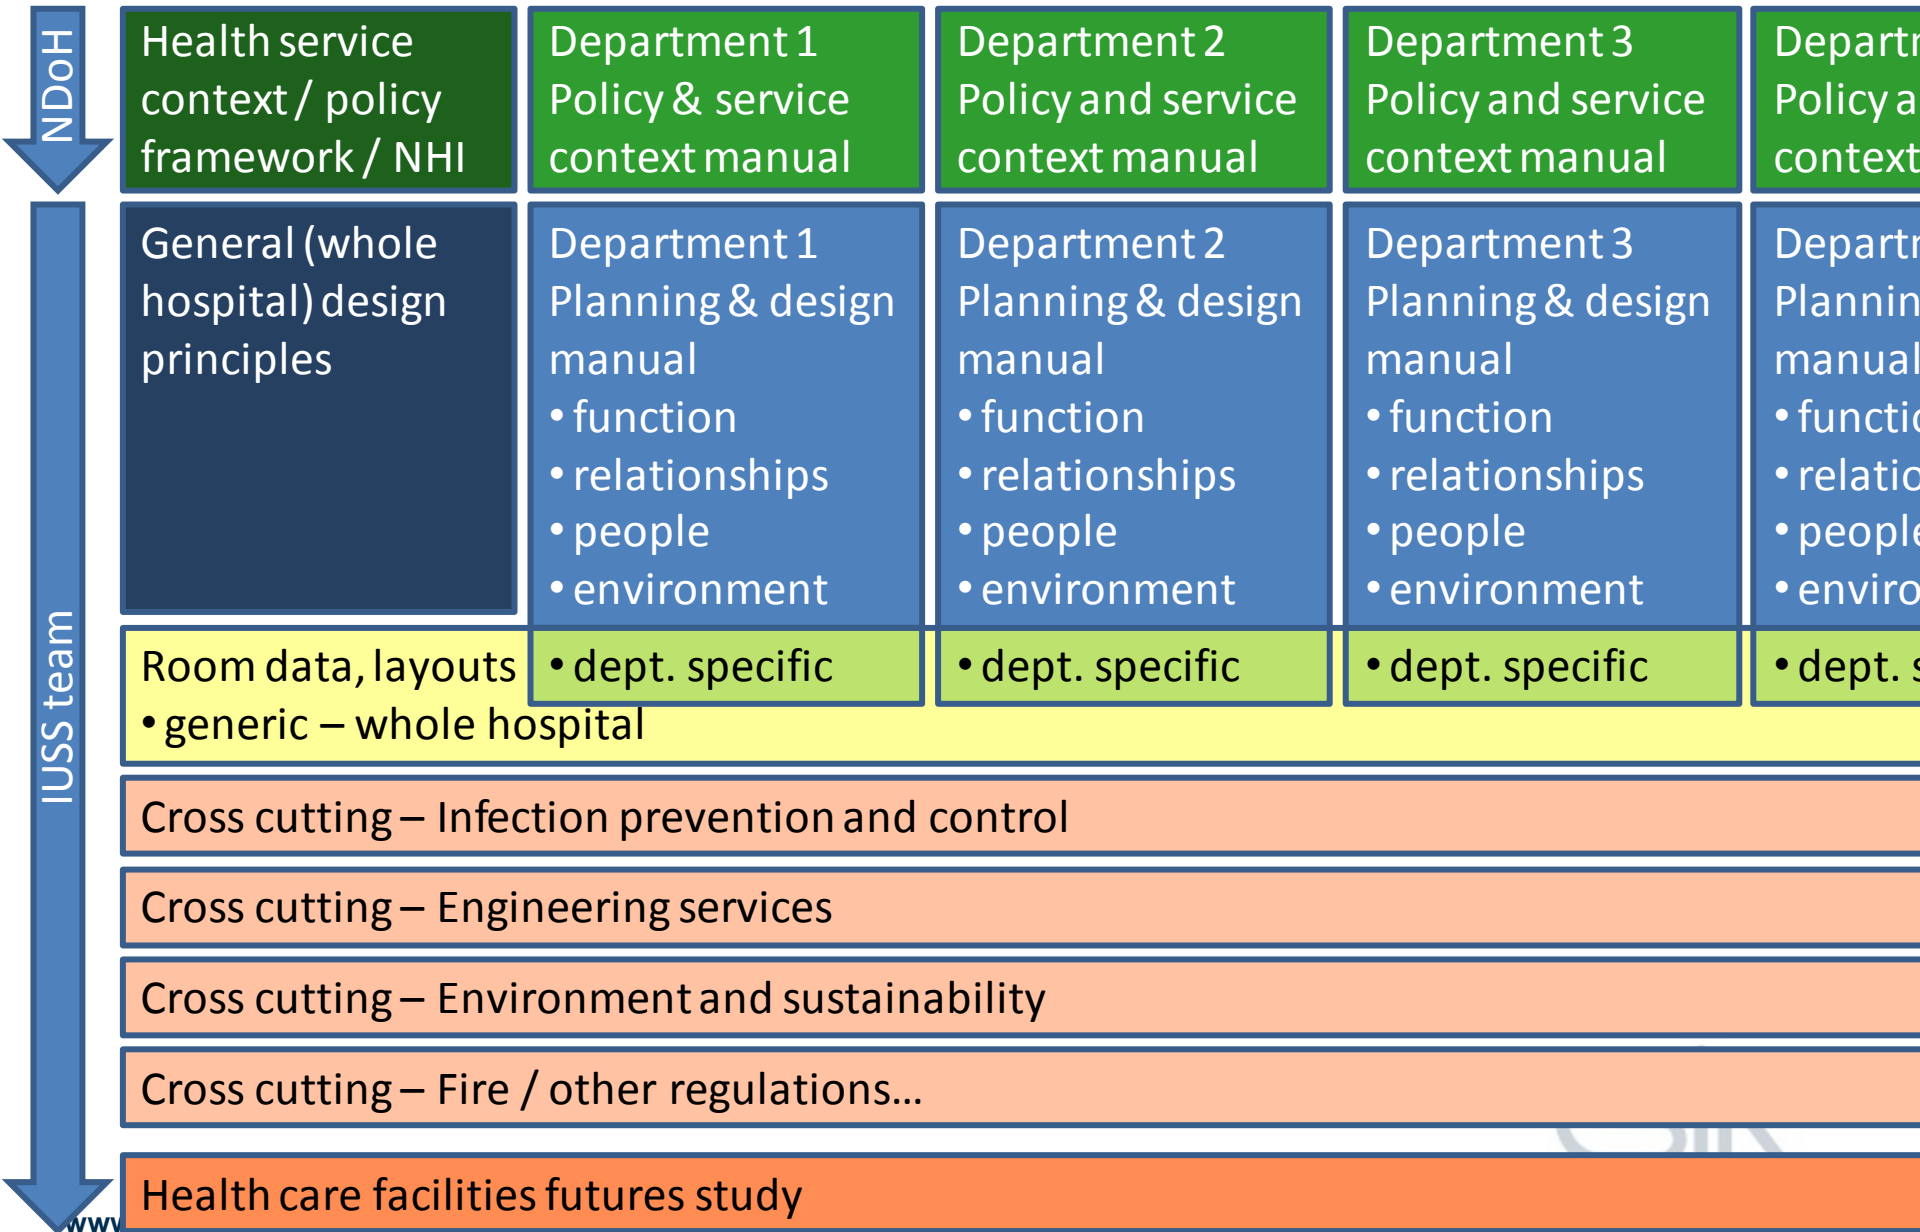 NDoH
Health service
context / policy
framework / NHI
Department 1
Policy & service
context manual
Department 2
Policy and service
context manual
Department 3
Policy and service
context manual
context
IUSS team
General (whole
hospital) design
principles
Department 1
Planning & design
manual
• function
• relationships
• people
• environment
Department 2
Planning & design
manual
• function
• relationships
• people
• environment
Department 3
Planning & design
manual
• function
• relationships
• people
• environment
manual
Room data, layouts
• generic – whole hospital
• dept. specific
• dept. specific
• dept. specific
• dept.
Cross cutting – Infection prevention and control
Cross cutting – Engineering services
Cross cutting – Environment and sustainability
Cross cutting – Fire / other regulations...
Health care facilities futures study